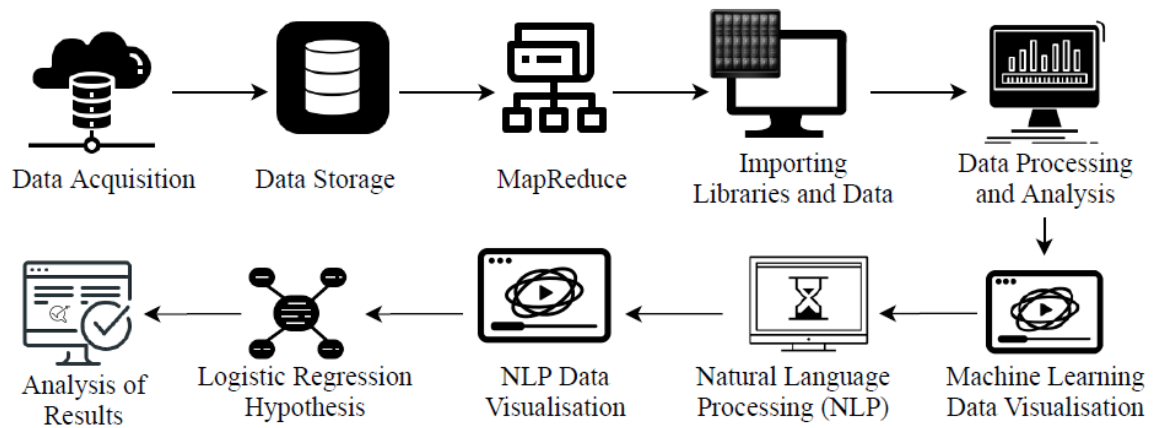 Data Acquisition
Data Storage
MapReduce
Importing
Libraries and Data
Data Processing
and Analysis
Machine Learning
Data Visualisation
Natural Language
Processing (NLP)
NLP Data
Visualisation
Logistic Regression
Hypothesis
Analysis of
Results